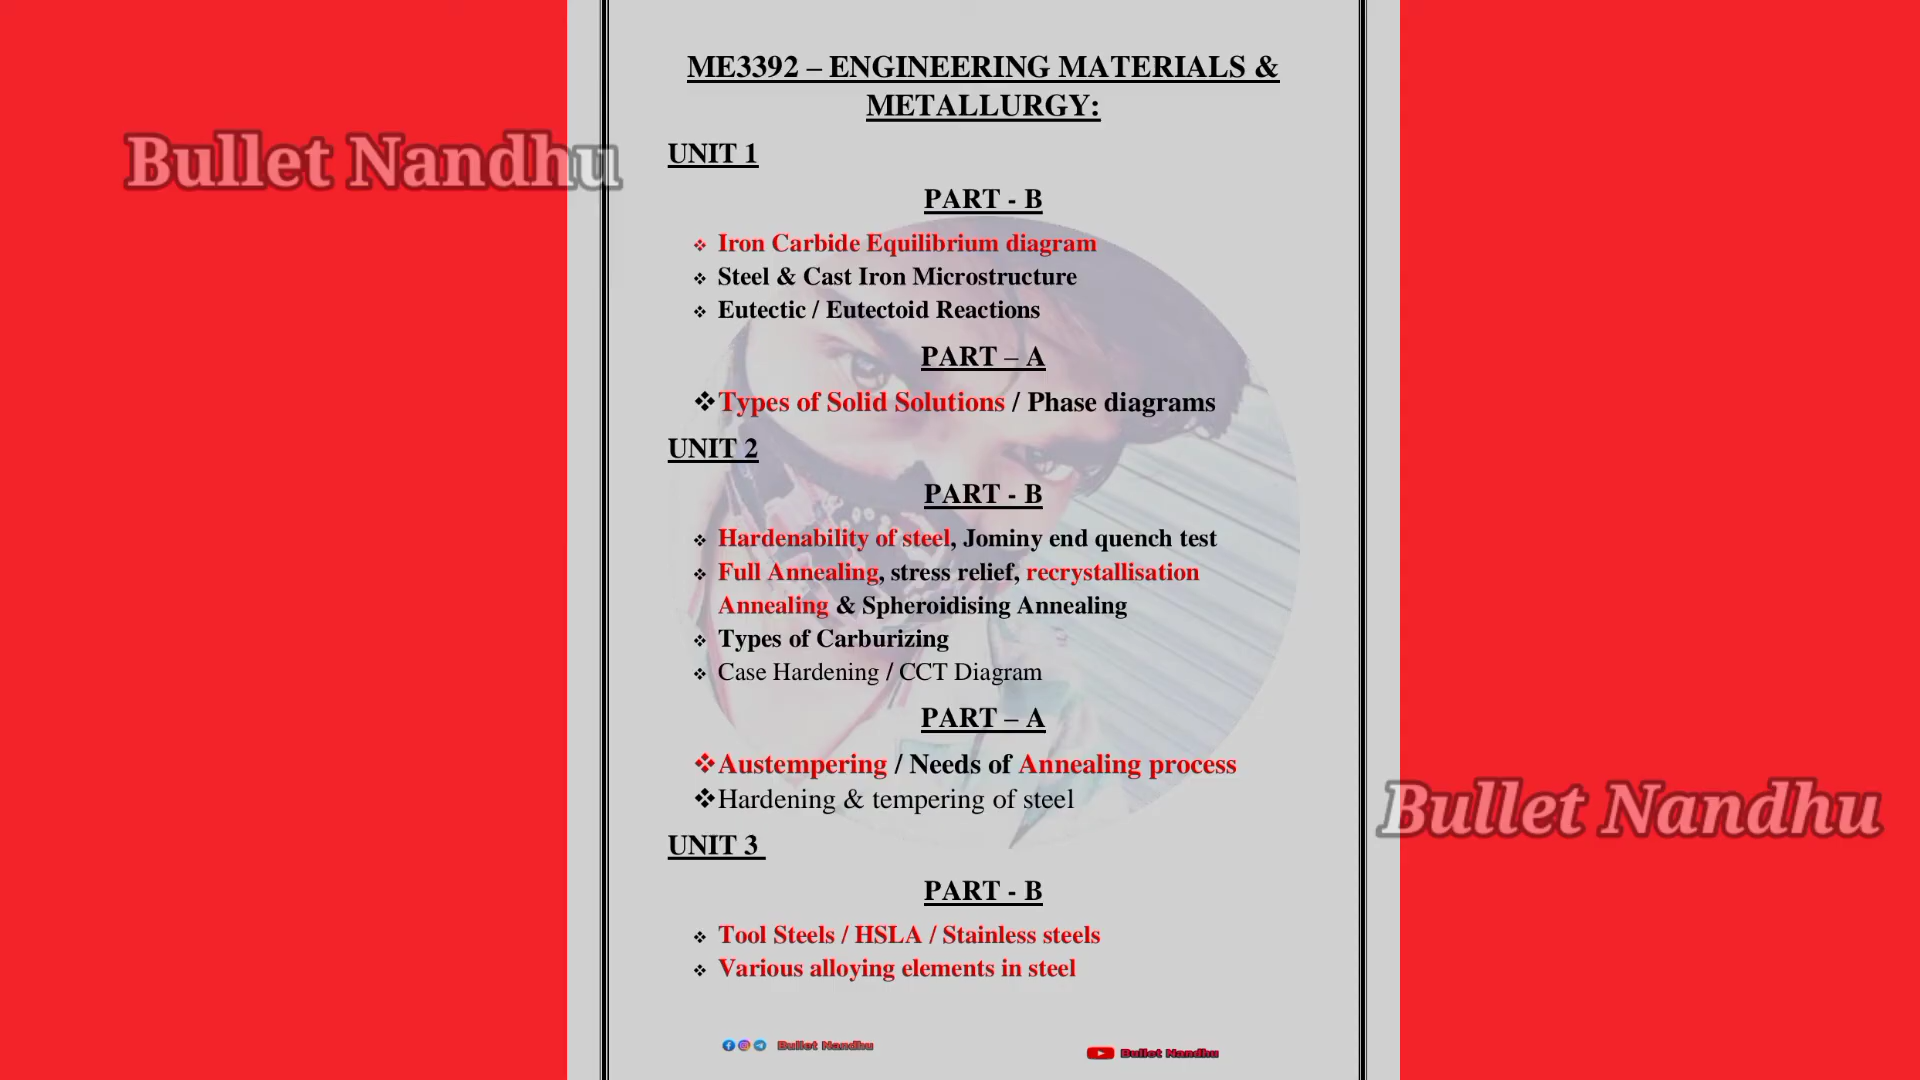 ME3392 – ENGINEERING MATERIALS &
METALLURGY:
Bullet Nandhu
UNIT 1
PART - B
❖ Iron Carbide Equilibrium diagram
❖ Steel & Cast Iron Microstructure
❖ Eutectic / Eutectoid Reactions
PART – A
❖Types of Solid Solutions / Phase diagrams
UNIT 2
PART - B
❖ Hardenability of steel, Jominy end quench test
❖ Full Annealing, stress relief, recrystallisation
Annealing & Spheroidising Annealing
❖ Types of Carburizing
❖ Case Hardening / CCT Diagram
PART – A
❖Austempering / Needs of Annealing process
❖Hardening & tempering of steel
Bullet Nandhu
UNIT 3
PART - B
❖ Tool Steels / HSLA / Stainless steels
❖ Various alloying elements in steel
Bullet Nandhu
Bullet Nandhu